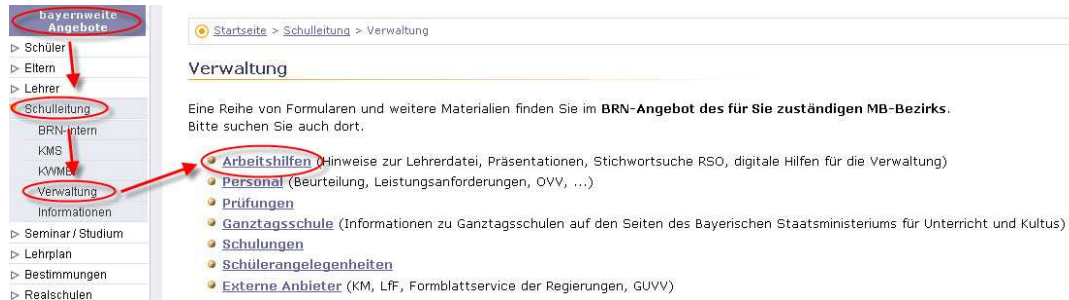 bayernweite
Angebote
Schüler
Eltern
Lehrer
Schulleitung
BRN-intern
KMS
KWMBl
Verwaltung
Informationen
Seminar / Studium
Lehrplan
Bestimmungen
Realschulen
Startseite > Schulleitung > Verwaltung
Verwaltung
Eine Reihe von Formularen und weitere Materialien finden Sie im BRN-Angebot des für Sie zuständigen MB-Bezirks.
Bitte suchen Sie auch dort.
Arbeitshilfen (Hinweise zur Lehrerdatei, Präsentationen, Stichwortsuche RSO, digitale Hilfen für die Verwaltung)
Personal (Beurteilung, Leistungsanforderungen, OVV, ...)
Prüfungen
Ganztagsschule (Informationen zu Ganztagsschulen auf den Seiten des Bayerischen Staatsministeriums für Unterricht und Kultus)
Schulungen
Schülerangelegenheiten
Externe Anbieter (KM, LfF, Formblattservice der Regierungen, GUVV)